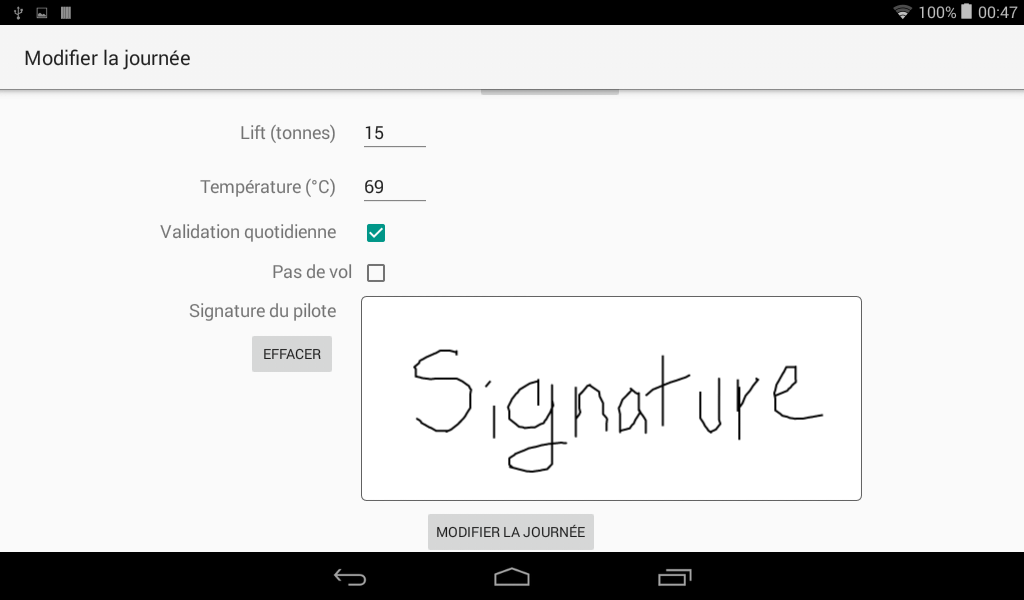 100% 00:47
Modifier la journée
Lift (tonnes) 15
Température (°C) 69
Validation quotidienne
Pas de vol
Signature du pilote
EFFACER
Signature
MODIFIER LA JOURNÉE